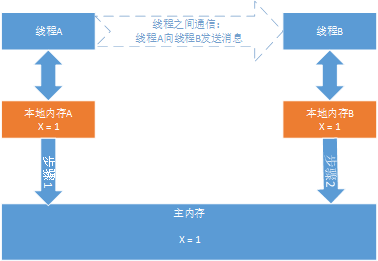 线程A
线程之间通信：
线程A向线程B发送消息
线程B
本地内存A
X = 1
本地内存B
X = 1
步骤1
步骤2
主内存
X = 1